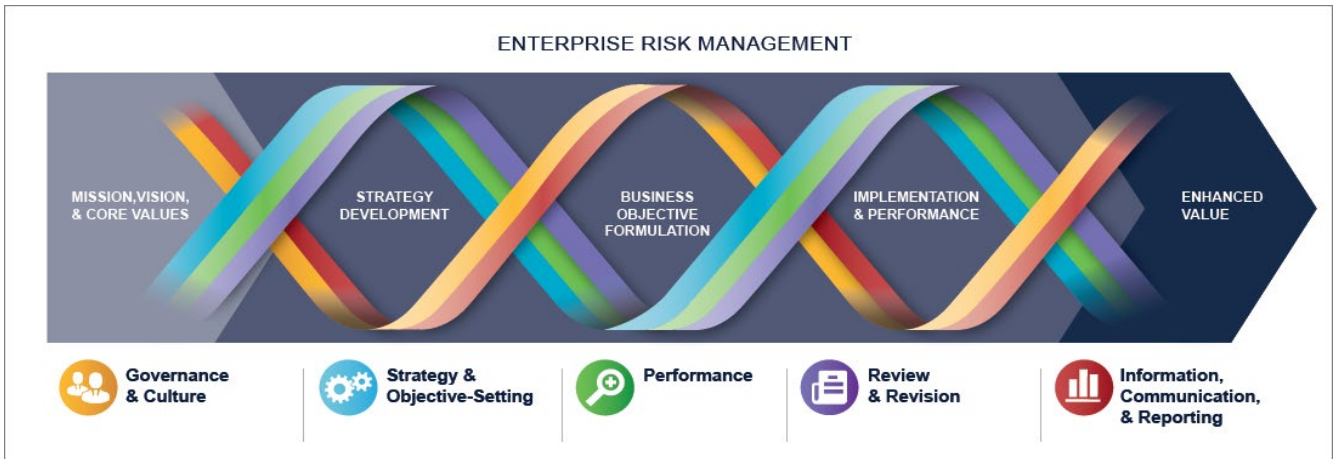 ENTERPRISE RISK MANAGEMENT
MISSION,VISION,
& CORE VALUES
STRATEGY
DEVELOPMENT
BUSINESS
OBJECTIVE
FORMULATION
IMPLEMENTATION
& PERFORMANCE
ENHANCED
VALUE
Governance
& Culture
Strategy &
Objective-Setting
Performance
Review
& Revision
Information,
Communication,
& Reporting